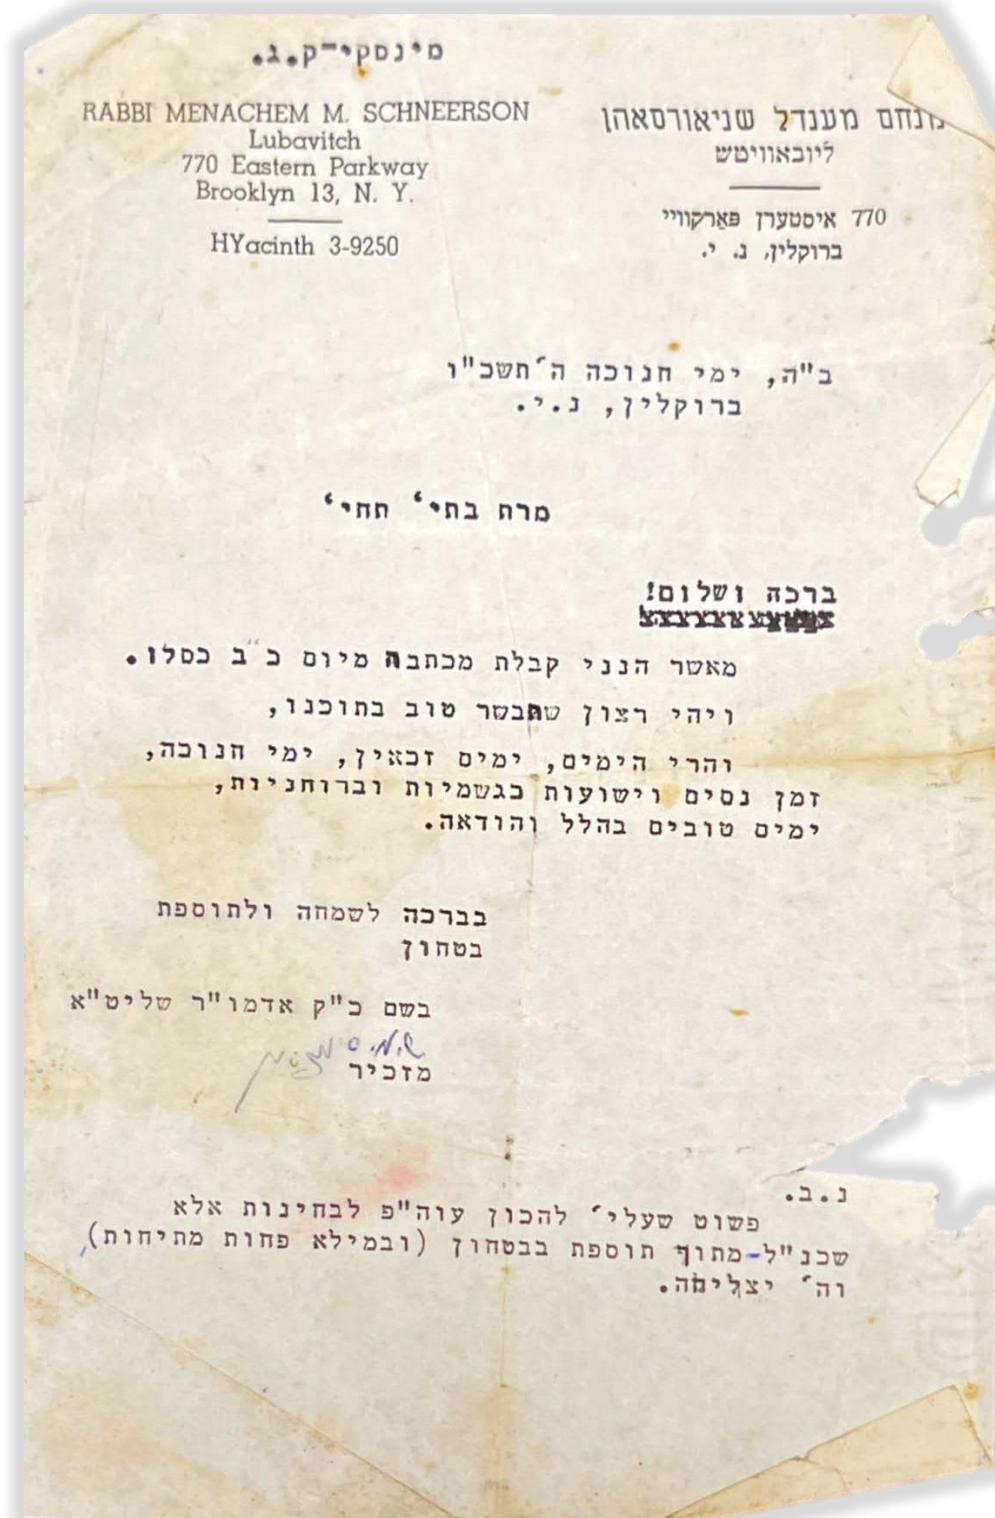 מינסקי-ק.ג.
RABBI MENACHEM M. SCHNEERSON
Lubavitch
770 Eastern Parkway
Brooklyn 13, N. Y.
HYacinth 3-9250
מנחם מענדל שניאורסאהן
ליובאוויטש
770 איסטערן פּאַרקוויי
ברוקלין, נ. י.
ב"ה, ימי חנוכה ה'תשכ"ו
ברוקלין, נ.י.
מרת בתי' תחי'
ברכה ושלום!
מאשר הנני קבלת מכתבה מיום כ"ב כסלו.
ויהי רצון שתבשר טוב בתוכנו,
והרי הימים, ימים זכאין, ימי חנוכה,
זמן נסים וישועות בגשמיות וברוחניות,
ימים טובים בהלל והודאה.
בברכה לשמחה ולתוספת
בטחון
בשם כ"ק אדמו"ר שליט"א
מזכיר
נ.ב.
פשוט שעלי' להכון עוה"פ לבחינות אלא
שכנ"ל-מתוך תוספת בבטחון (ובמילא פחות מתיחות),
וה' יצליחה.